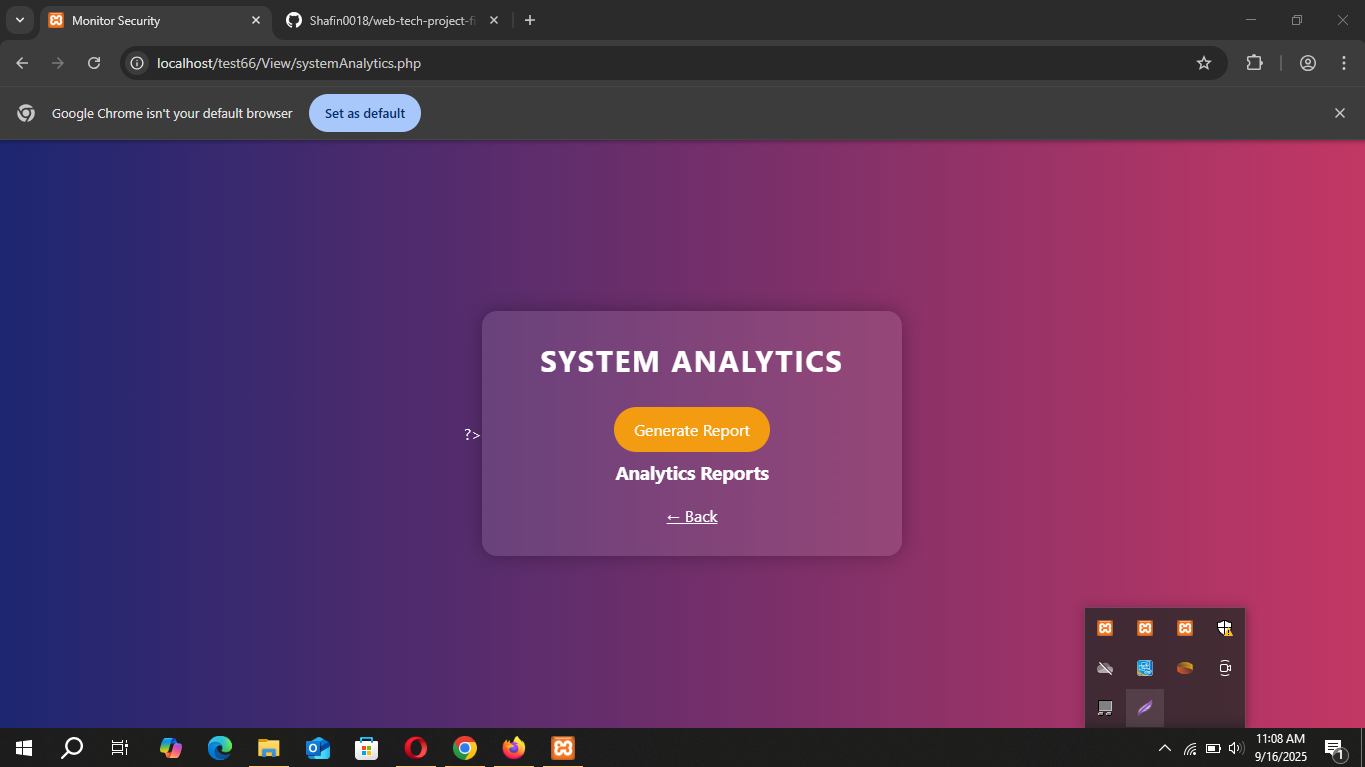 Monitor Security
Shafin0018/web-tech-project-fi
localhost/test66/View/systemAnalytics.php
Google Chrome isn't your default browser
Set as default
SYSTEM ANALYTICS
Generate Report
?>
Analytics Reports
← Back
11:08 AM
9/16/2025
1